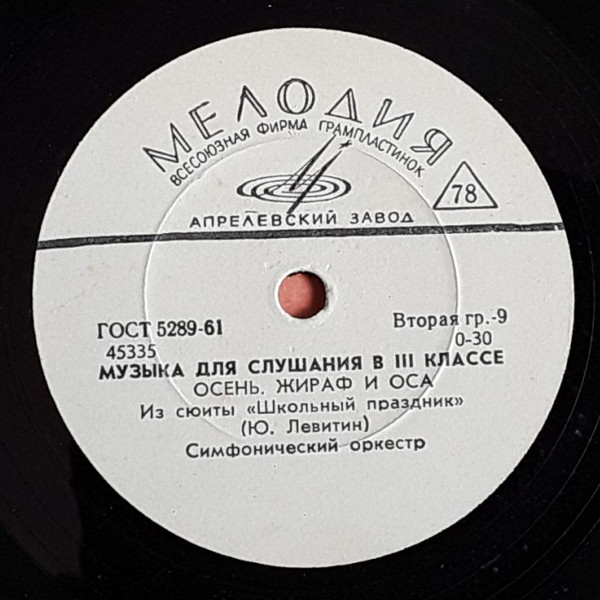 МЕЛОДИЯ
ВСЕСОЮЗНАЯ ФИРМА ГРАМПЛАСТИНОК
78
АПРЕЛЕВСКИЙ ЗАВОД
ГОСТ 5289-61
Вторая гр.-9
45335
0-30
МУЗЫКА ДЛЯ СЛУШАНИЯ В III КЛАССЕ
ОСЕНЬ. ЖИРАФ И ОСА
Из сюиты «Школьный праздник»
(Ю. Левитин)
Симфонический оркестр